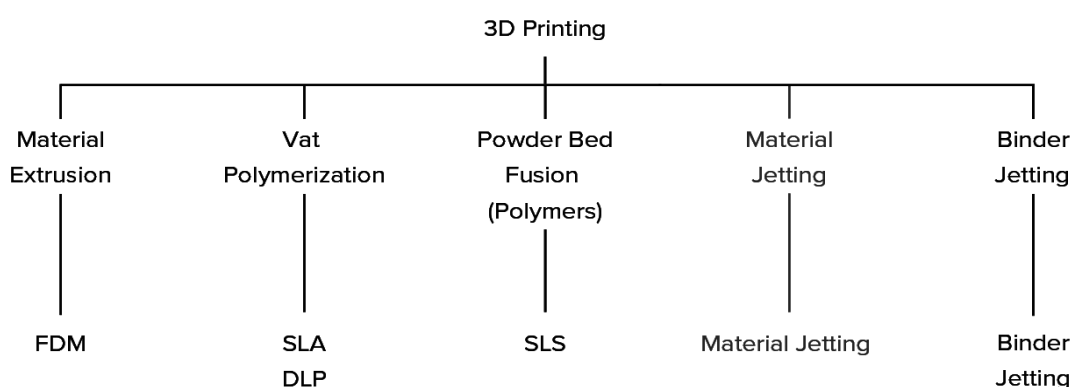 3D Printing
Material
Extrusion
Vat
Polymerization
Powder Bed
Fusion
(Polymers)
Material
Jetting
Binder
Jetting
FDM
SLA
DLP
SLS
Material Jetting
Binder
Jetting